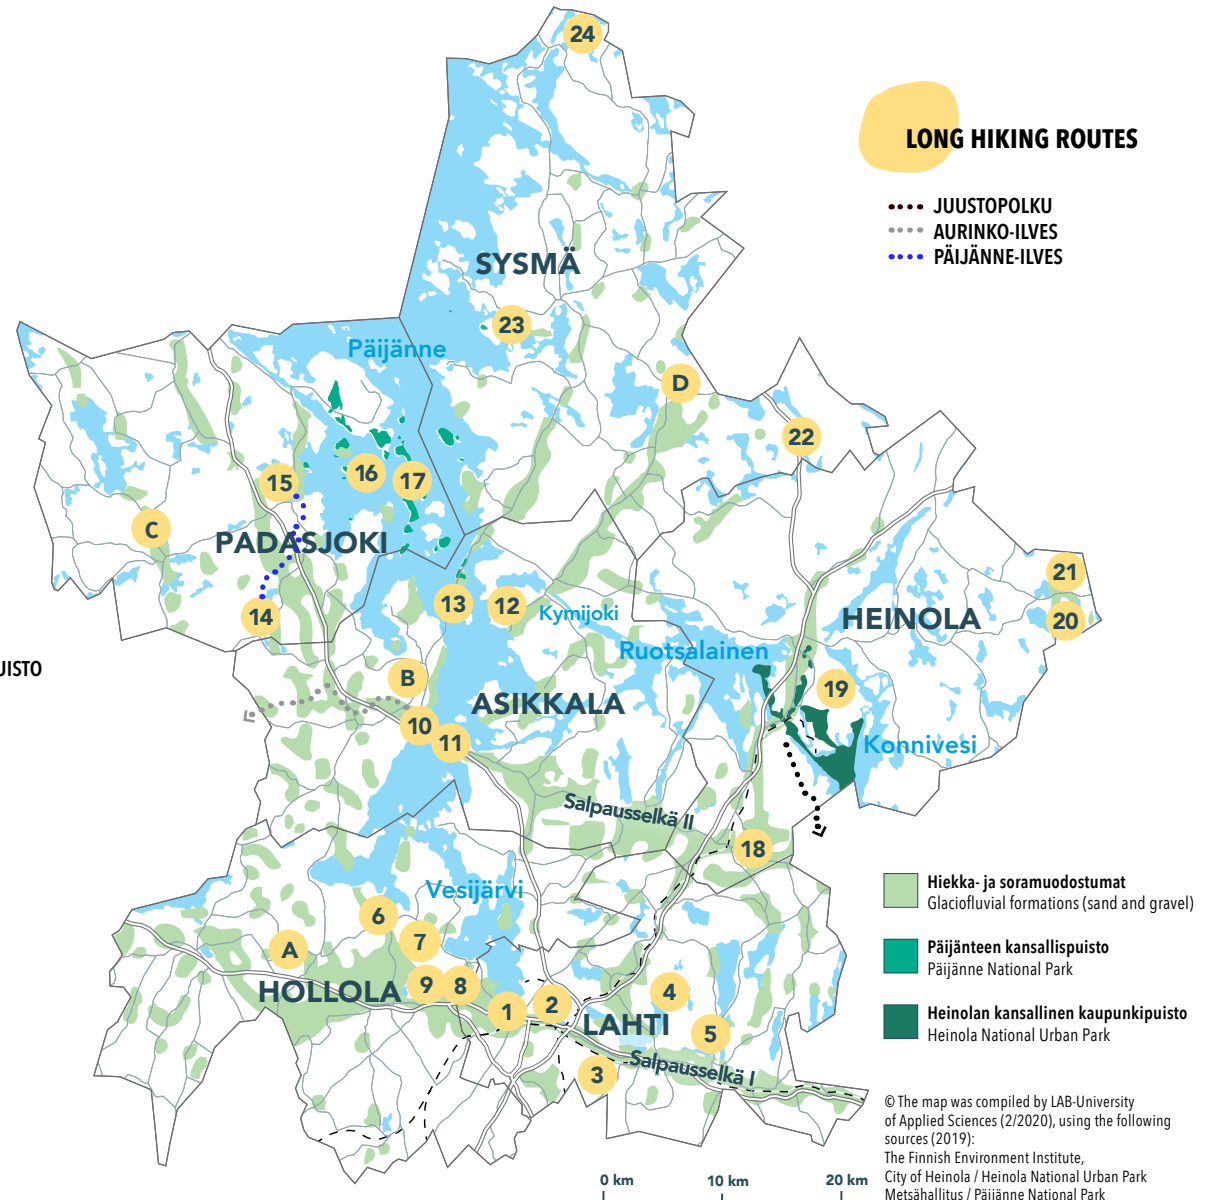 24
LONG HIKING ROUTES
JUUSTOPOLKU
AURINKO-ILVES
PÄIJÄNNE-ILVES
SYSMÄ
23
Päijänne
D
22
16
17
15
C
PADASJOKI
21
14
13
12
Kymijoki
HEINOLA
20
UISTO
Ruotsalainen
B
19
ASIKKALA
10
11
Konnivesi
Salpausselkä II
18
Vesijärvi
6
7
A
HOLLOLA
9
8
1
2
LAHTI
4
5
3
Salpausselkä I
Hiekka- ja soramuodostumat
Glaciofluvial formations (sand and gravel)
Päijänteen kansallispuisto
Päijänne National Park
Heinolan kansallinen kaupunkipuisto
Heinola National Urban Park
© The map was compiled by LAB-University
of Applied Sciences (2/2020), using the following
sources (2019):
The Finnish Environment Institute,
City of Heinola / Heinola National Urban Park
Metsähallitus / Päijänne National Park
0 km
10 km
20 km